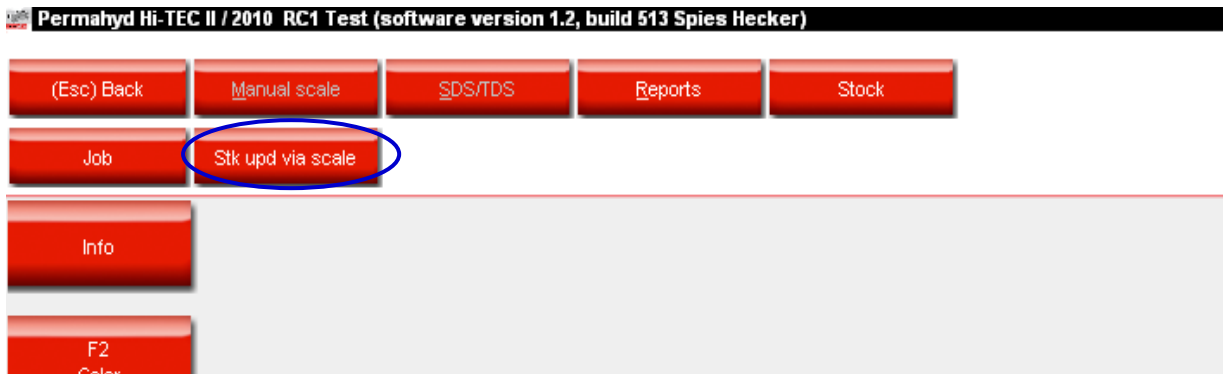 Permahyd Hi-TEC II / 2010 RC1 Test (software version 1.2, build 513 Spies Hecker)
(Esc) Back Manual scale SDS/TDS Reports Stock
Job Stk upd via scale
Info
F2
Color